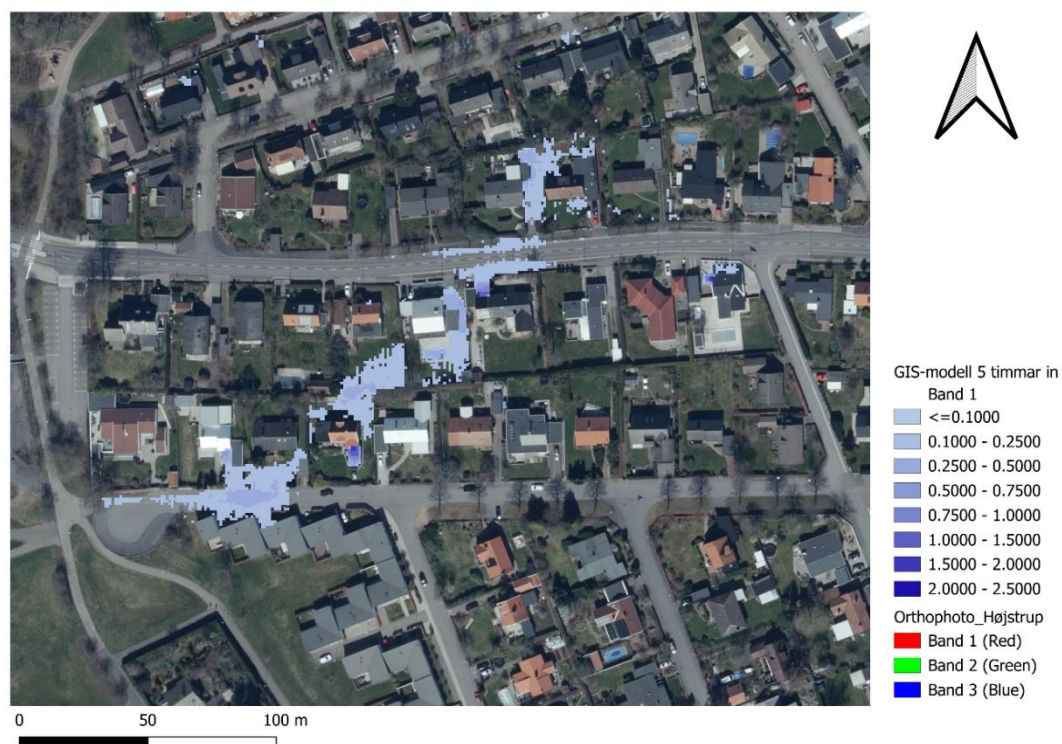 GIS-modell 5 timmar in
Band 1
<=0.1000
0.1000 - 0.2500
0.2500 - 0.5000
0.5000 - 0.7500
0.7500 - 1.0000
1.0000 - 1.5000
1.5000 - 2.0000
2.0000 - 2.5000
Orthophoto_Højstrup
Band 1 (Red)
Band 2 (Green)
Band 3 (Blue)
0 50 100 m